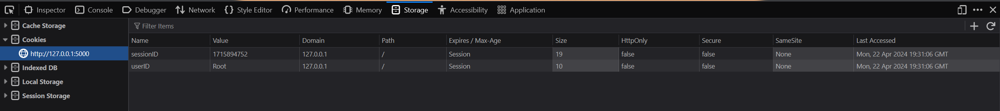 Inspector Console Debugger Network Style Editor Performance Memory Storage Accessibility Application
Cache Storage
Cookies
http://127.0.0.1:5000
Indexed DB
Local Storage
Session Storage
Filter Items
Name Value Domain Path Expires / Max-Age Size HttpOnly Secure SameSite Last Accessed
sessionID 1715894752 127.0.0.1 / Session 19 false false None Mon, 22 Apr 2024 19:31:06 GMT
userID Root 127.0.0.1 / Session 10 false false None Mon, 22 Apr 2024 19:31:06 GMT